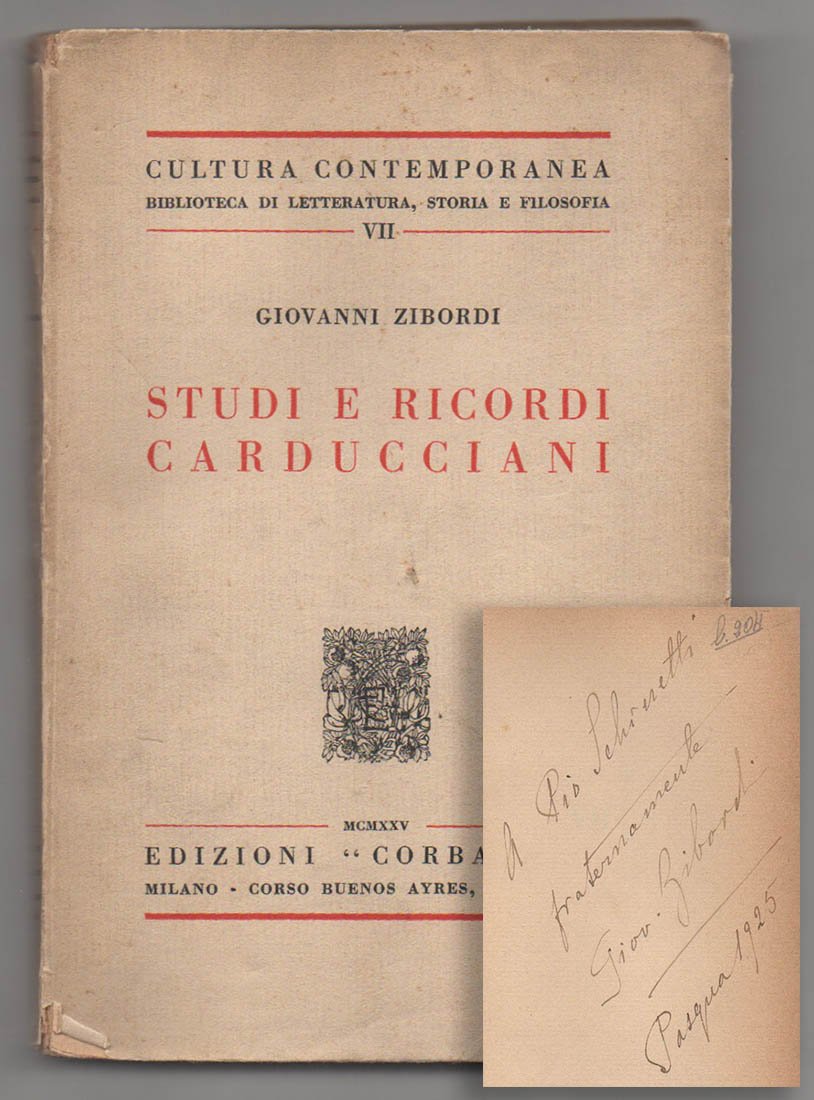 CULTURA CONTEMPORANEA
BIBLIOTECA DI LETTERATURA, STORIA E FILOSOFIA
VII
GIOVANNI ZIBORDI
STUDI E RICORDI
CARDUCCIANI
MCMXXV
EDIZIONI “ CORBA
MILANO - CORSO BUENOS AYRES,
A Pio Schinetti
fraternamente
Giov. Zibordi.
Pasqua 1925